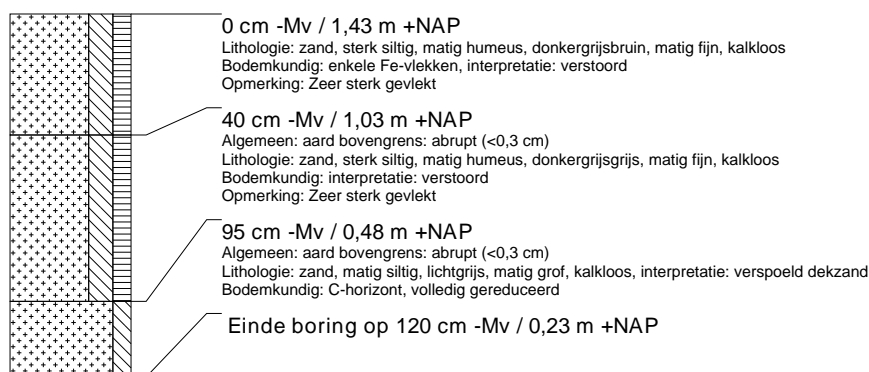 0 cm -Mv / 1,43 m +NAP
Lithologie: zand, sterk siltig, matig humeus, donkergrijsbruin, matig fijn, kalkloos
Bodemkundig: enkele Fe-vlekken, interpretatie: verstoord
Opmerking: Zeer sterk gevlekt
40 cm -Mv / 1,03 m +NAP
Algemeen: aard bovengrens: abrupt (<0,3 cm)
Lithologie: zand, sterk siltig, matig humeus, donkergrijsgrijs, matig fijn, kalkloos
Bodemkundig: interpretatie: verstoord
Opmerking: Zeer sterk gevlekt
95 cm -Mv / 0,48 m +NAP
Algemeen: aard bovengrens: abrupt (<0,3 cm)
Lithologie: zand, matig siltig, lichtgrijs, matig grof, kalkloos, interpretatie: verspoeld dekzand
Bodemkundig: C-horizont, volledig gereduceerd
Einde boring op 120 cm -Mv / 0,23 m +NAP